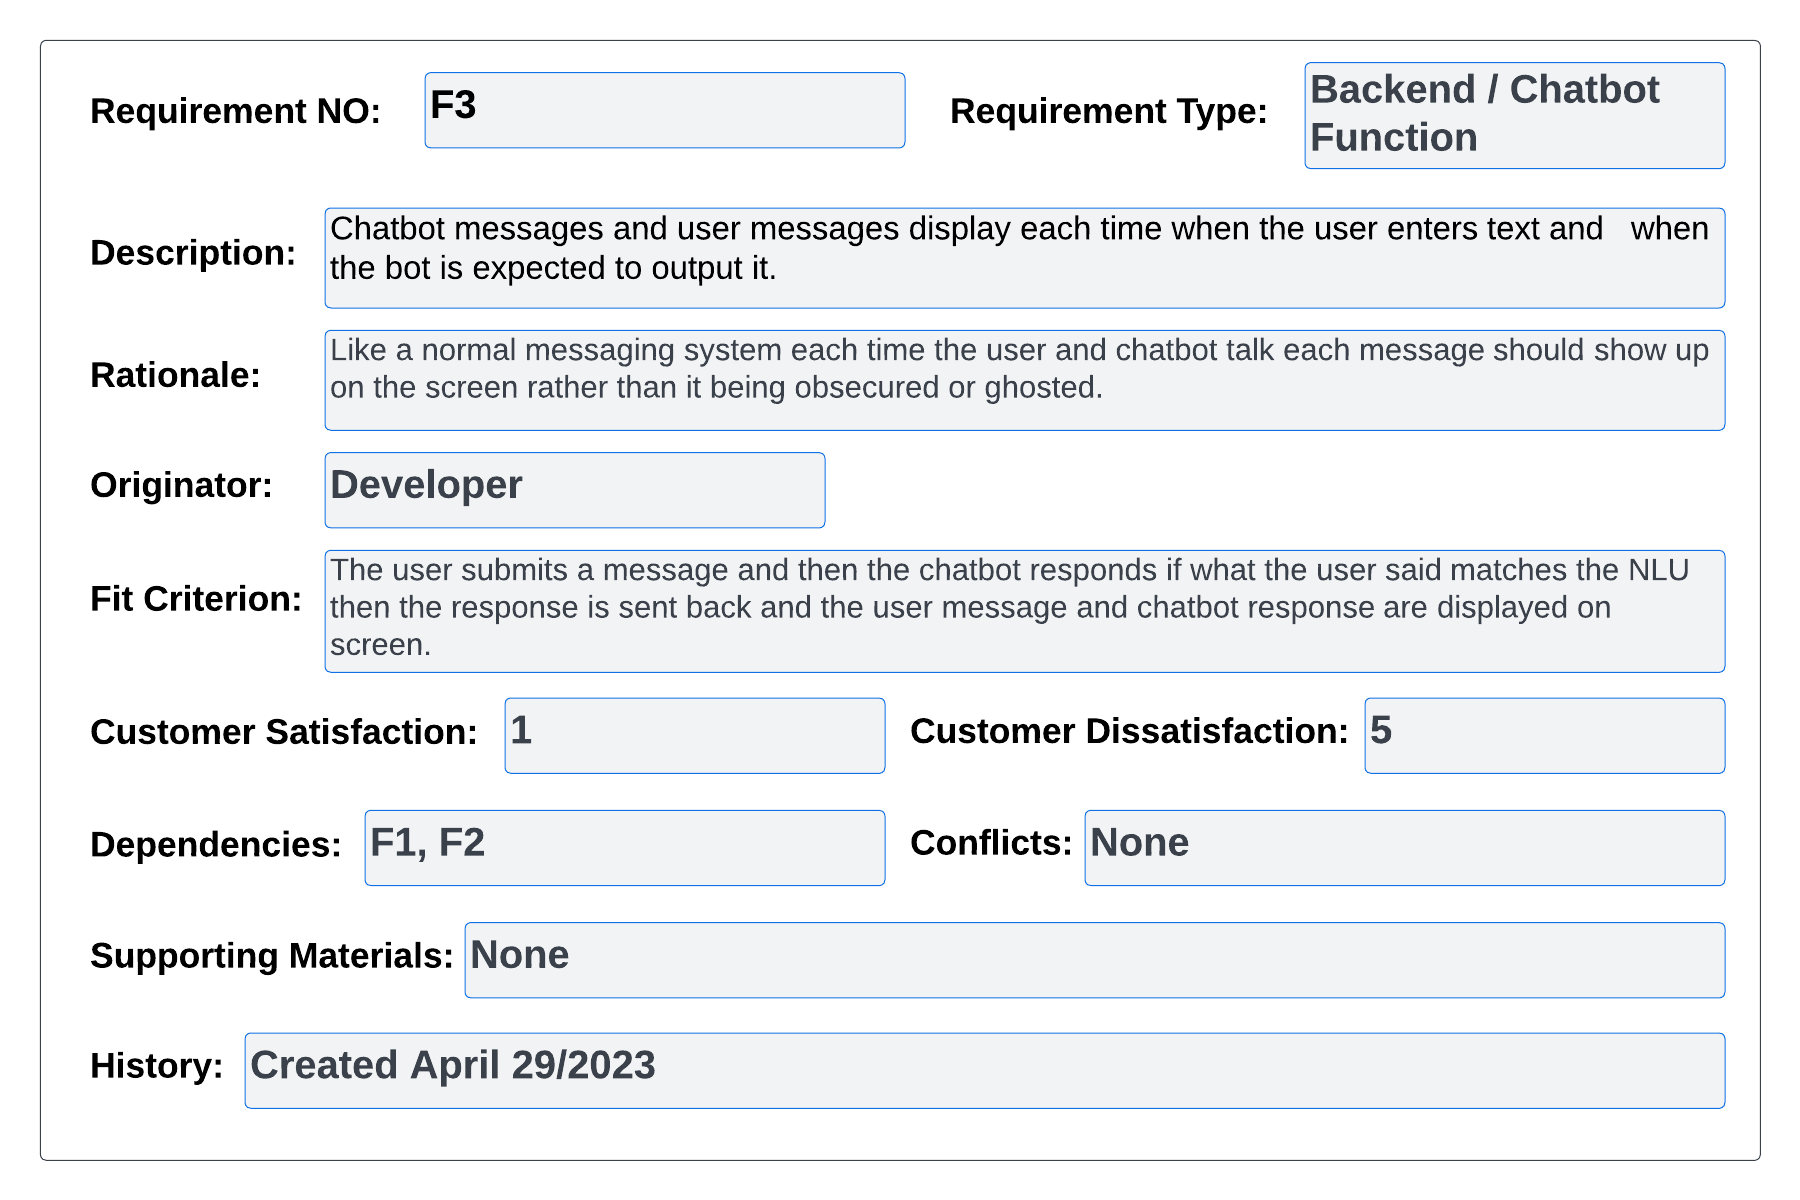 Requirement NO: F3 Requirement Type: Backend / Chatbot
Function
Description: Chatbot messages and user messages display each time when the user enters text and when
the bot is expected to output it.
Rationale: Like a normal messaging system each time the user and chatbot talk each message should show up
on the screen rather than it being obsecured or ghosted.
Originator: Developer
Fit Criterion: The user submits a message and then the chatbot responds if what the user said matches the NLU
then the response is sent back and the user message and chatbot response are displayed on
screen.
Customer Satisfaction: 1 Customer Dissatisfaction: 5
Dependencies: F1, F2 Conflicts: None
Supporting Materials: None
History: Created April 29/2023